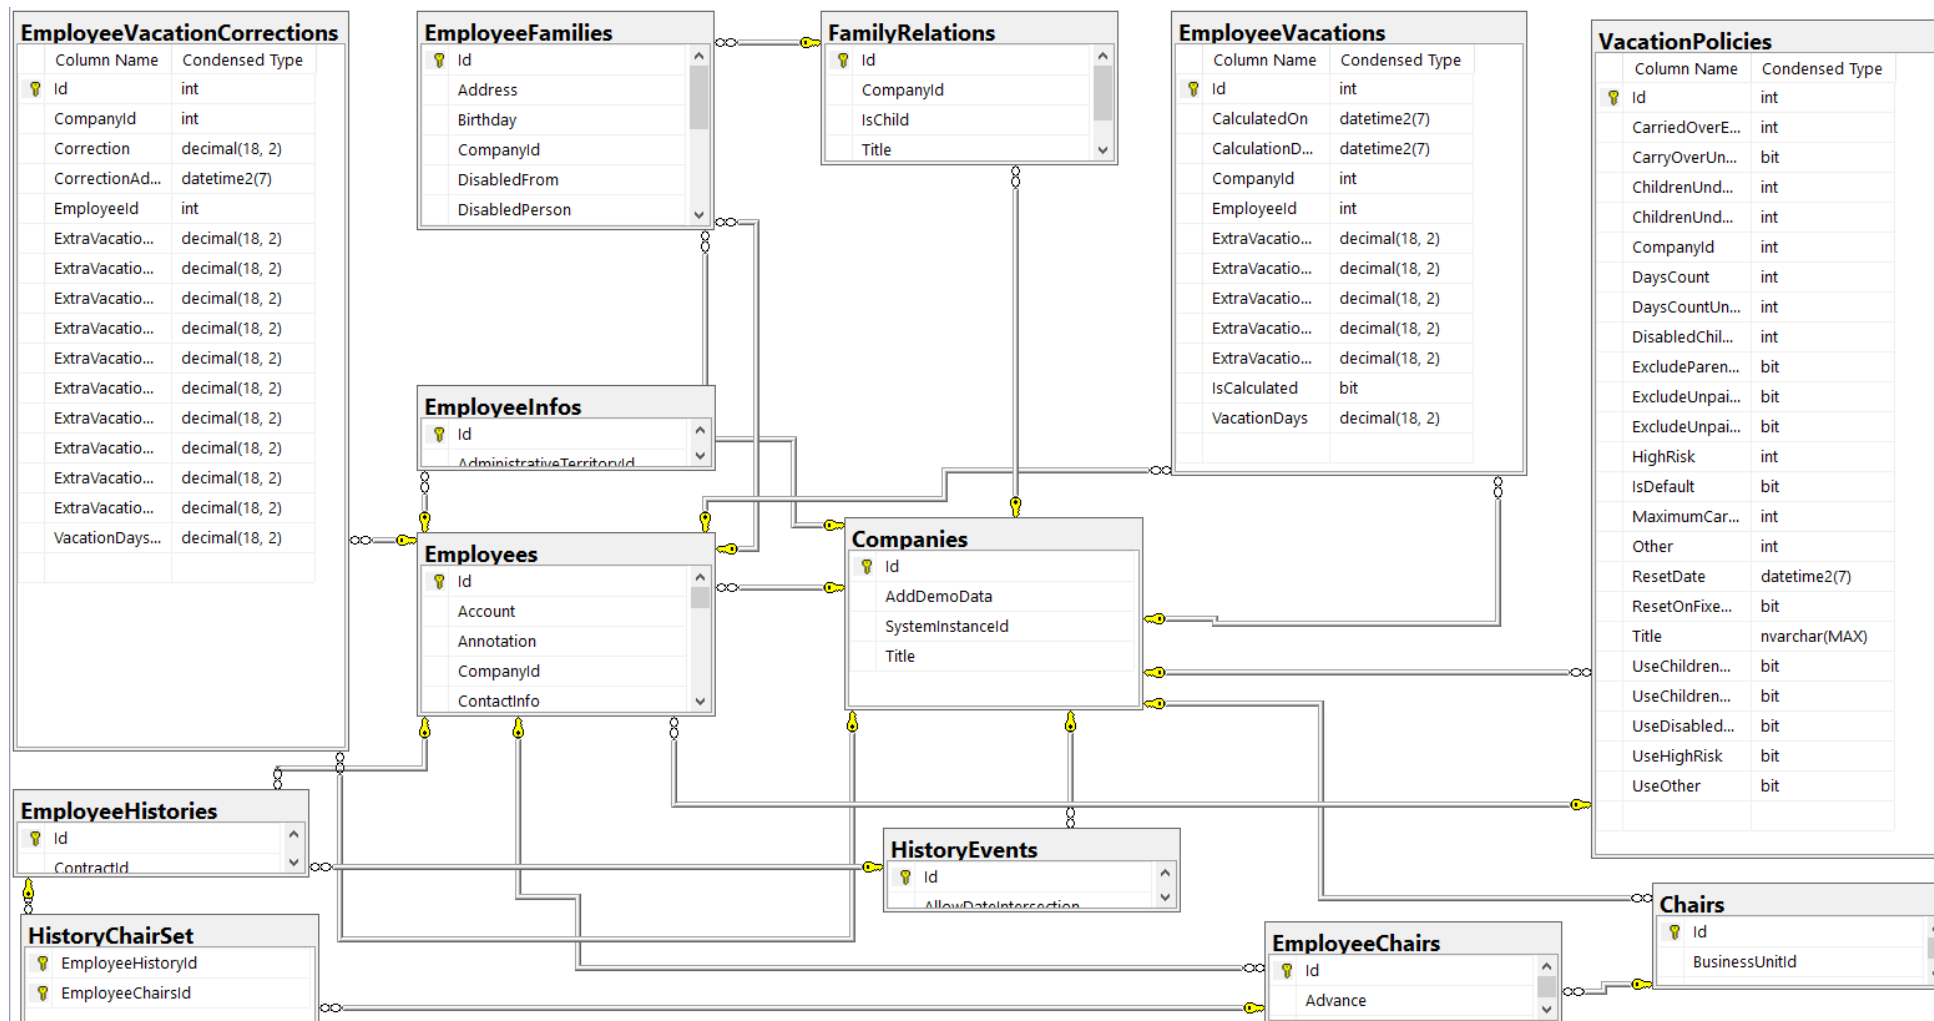 EmployeeVacationCorrections
Column Name Condensed Type
Id int
CompanyId int
Correction decimal(18, 2)
CorrectionAd... datetime2(7)
EmployeeId int
ExtraVacatio... decimal(18, 2)
ExtraVacatio... decimal(18, 2)
ExtraVacatio... decimal(18, 2)
ExtraVacatio... decimal(18, 2)
ExtraVacatio... decimal(18, 2)
ExtraVacatio... decimal(18, 2)
ExtraVacatio... decimal(18, 2)
ExtraVacatio... decimal(18, 2)
ExtraVacatio... decimal(18, 2)
ExtraVacatio... decimal(18, 2)
VacationDays... decimal(18, 2)
EmployeeFamilies
Id
Address
Birthday
CompanyId
DisabledFrom
DisabledPerson
FamilyRelations
Id
CompanyId
IsChild
Title
EmployeeVacations
Column Name Condensed Type
Id int
CalculatedOn datetime2(7)
CalculationD... datetime2(7)
CompanyId int
EmployeeId int
ExtraVacatio... decimal(18, 2)
ExtraVacatio... decimal(18, 2)
ExtraVacatio... decimal(18, 2)
ExtraVacatio... decimal(18, 2)
ExtraVacatio... decimal(18, 2)
IsCalculated bit
VacationDays decimal(18, 2)
VacationPolicies
Column Name Condensed Type
Id int
CarriedOverE... int
CarryOverUn... bit
ChildrenUnd... int
ChildrenUnd... int
CompanyId int
DaysCount int
DaysCountUn... int
DisabledChil... int
ExcludeParen... bit
ExcludeUnpai... bit
ExcludeUnpai... bit
HighRisk int
IsDefault bit
MaximumCar... int
Other int
ResetDate datetime2(7)
ResetOnFixe... bit
Title nvarchar(MAX)
UseChildren... bit
UseChildren... bit
UseDisabled... bit
UseHighRisk bit
UseOther bit
EmployeeInfos
Id
AdministrativeTerritoryId
Employees
Id
Account
Annotation
CompanyId
ContactInfo
Companies
Id
AddDemoData
SystemInstanceId
Title
EmployeeHistories
Id
ContractId
HistoryEvents
Id
AllowDateIntersection
HistoryChairSet
EmployeeHistoryId
EmployeeChairsId
EmployeeChairs
Id
Advance
Chairs
Id
BusinessUnitId